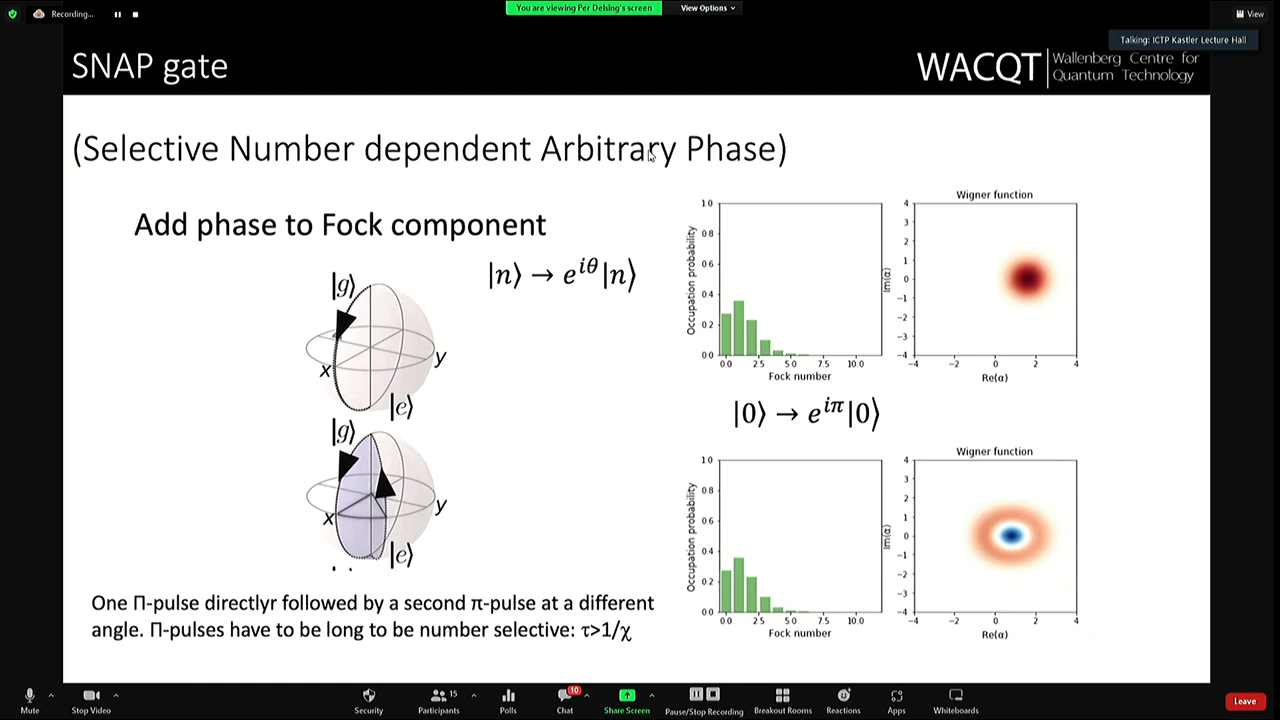 You are viewing Per Delsing's screen
View Options
Recording...
View
Talking: ICTP Kastler Lecture Hall
SNAP gate
WACQT
Wallenberg Centre for
Quantum Technology
(Selective Number dependent Arbitrary Phase)
Add phase to Fock component
|n⟩ → e^{iθ}|n⟩
|g⟩
x
y
|e⟩
|g⟩
x
y
|e⟩
One Π-pulse directlyr followed by a second π-pulse at a different
angle. Π-pulses have to be long to be number selective: τ>1/χ
1.0
0.8
0.6
0.4
0.2
0.0
Occupation probability
0.0 2.5 5.0 7.5 10.0
Fock number
Wigner function
4
3
2
1
0
−1
−2
−3
−4
Im(α)
−4 −2 0 2 4
Re(α)
|0⟩ → e^{iπ}|0⟩
1.0
0.8
0.6
0.4
0.2
0.0
Occupation probability
0.0 2.5 5.0 7.5 10.0
Fock number
Wigner function
4
3
2
1
0
−1
−2
−3
−4
Im(α)
−4 −2 0 2 4
Re(α)
Mute
Stop Video
Security
15
Participants
Polls
10
Chat
Share Screen
Pause/Stop Recording
Breakout Rooms
Reactions
Apps
Whiteboards
Leave